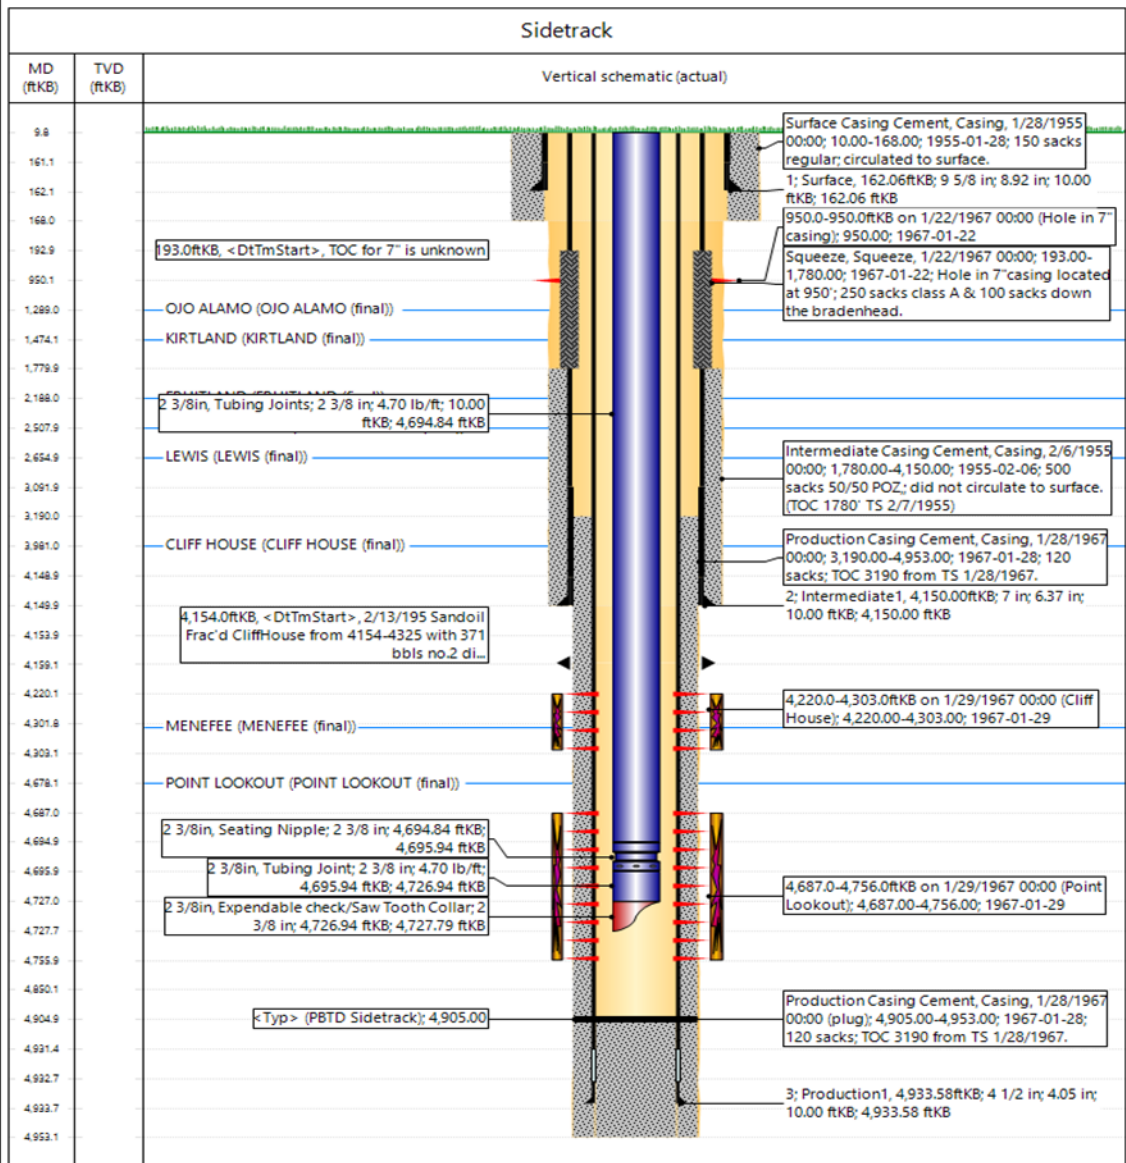 Sidetrack
MD
(ftKB)
TVD
(ftKB)
Vertical schematic (actual)
9.8
161.1
162.1
168.0
192.9
950.1
1,289.0
1,474.1
1,779.9
2,188.0
2,507.9
2,654.9
3,091.9
3,190.0
3,981.0
4,148.9
4,149.9
4,153.9
4,159.1
4,220.1
4,301.8
4,303.1
4,678.1
4,687.0
4,694.9
4,695.9
4,727.0
4,727.7
4,755.9
4,850.1
4,904.9
4,931.4
4,932.7
4,933.7
4,953.1
193.0ftKB, <DtTmStart>, TOC for 7" is unknown
OJO ALAMO (OJO ALAMO (final))
KIRTLAND (KIRTLAND (final))
FRUITLAND (FRUITLAND (final))
2 3/8in, Tubing Joints; 2 3/8 in; 4.70 lb/ft; 10.00
ftKB; 4,694.84 ftKB
LEWIS (LEWIS (final))
CLIFF HOUSE (CLIFF HOUSE (final))
4,154.0ftKB, <DtTmStart>, 2/13/195 Sandoil
Frac'd CliffHouse from 4154-4325 with 371
bbls no.2 di...
MENEFEE (MENEFEE (final))
POINT LOOKOUT (POINT LOOKOUT (final))
2 3/8in, Seating Nipple; 2 3/8 in; 4,694.84 ftKB;
4,695.94 ftKB
2 3/8in, Tubing Joint; 2 3/8 in; 4.70 lb/ft;
4,695.94 ftKB; 4,726.94 ftKB
2 3/8in, Expendable check/Saw Tooth Collar; 2
3/8 in; 4,726.94 ftKB; 4,727.79 ftKB
<Typ> (PBTD Sidetrack); 4,905.00
Surface Casing Cement, Casing, 1/28/1955
00:00; 10.00-168.00; 1955-01-28; 150 sacks
regular; circulated to surface.
1; Surface, 162.06ftKB; 9 5/8 in; 8.92 in; 10.00
ftKB; 162.06 ftKB
950.0-950.0ftKB on 1/22/1967 00:00 (Hole in 7"
casing); 950.00; 1967-01-22
Squeeze, Squeeze, 1/22/1967 00:00; 193.00-
1,780.00; 1967-01-22; Hole in 7"casing located
at 950'; 250 sacks class A & 100 sacks down
the bradenhead.
Intermediate Casing Cement, Casing, 2/6/1955
00:00; 1,780.00-4,150.00; 1955-02-06; 500
sacks 50/50 POZ,; did not circulate to surface.
(TOC 1780' TS 2/7/1955)
Production Casing Cement, Casing, 1/28/1967
00:00; 3,190.00-4,953.00; 1967-01-28; 120
sacks; TOC 3190 from TS 1/28/1967.
2; Intermediate1, 4,150.00ftKB; 7 in; 6.37 in;
10.00 ftKB; 4,150.00 ftKB
4,220.0-4,303.0ftKB on 1/29/1967 00:00 (Cliff
House); 4,220.00-4,303.00; 1967-01-29
4,687.0-4,756.0ftKB on 1/29/1967 00:00 (Point
Lookout); 4,687.00-4,756.00; 1967-01-29
Production Casing Cement, Casing, 1/28/1967
00:00 (plug); 4,905.00-4,953.00; 1967-01-28;
120 sacks; TOC 3190 from TS 1/28/1967.
3; Production1, 4,933.58ftKB; 4 1/2 in; 4.05 in;
10.00 ftKB; 4,933.58 ftKB